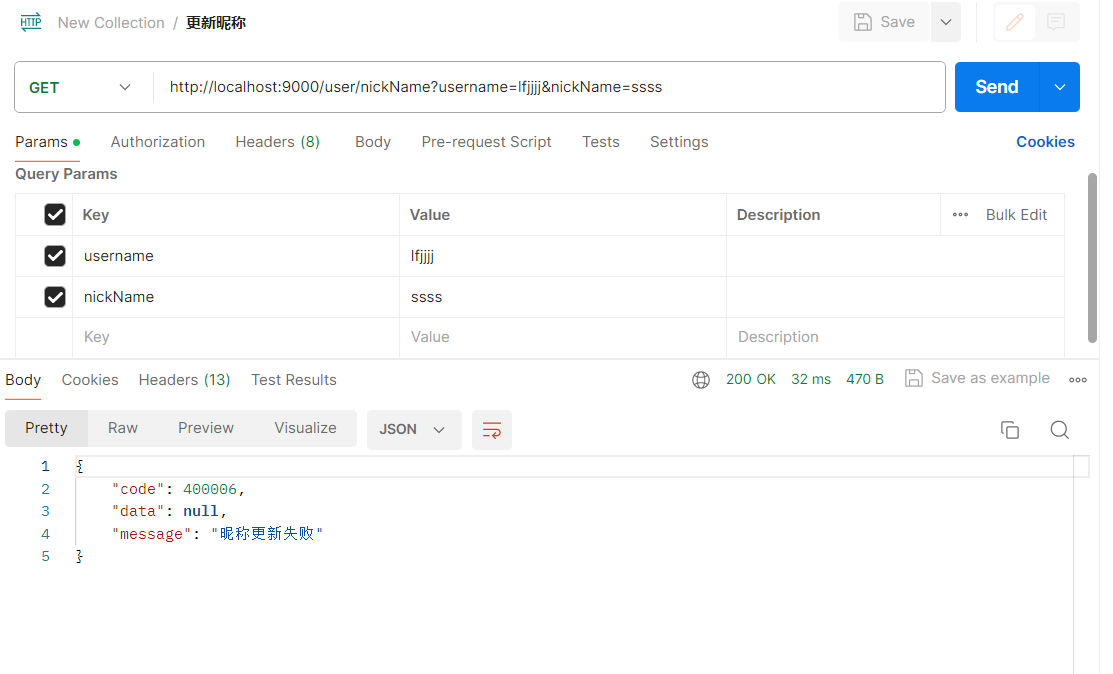 HTTP New Collection / 更新昵称 Save
GET http://localhost:9000/user/nickName?username=lfjjjj&nickName=ssss Send
Params Authorization Headers (8) Body Pre-request Script Tests Settings Cookies
Query Params
Key Value Description Bulk Edit
username lfjjjj
nickName ssss
Key Value Description
Body Cookies Headers (13) Test Results 200 OK 32 ms 470 B Save as example
Pretty Raw Preview Visualize JSON
1 {
2 "code": 400006,
3 "data": null,
4 "message": "昵称更新失败"
5 }